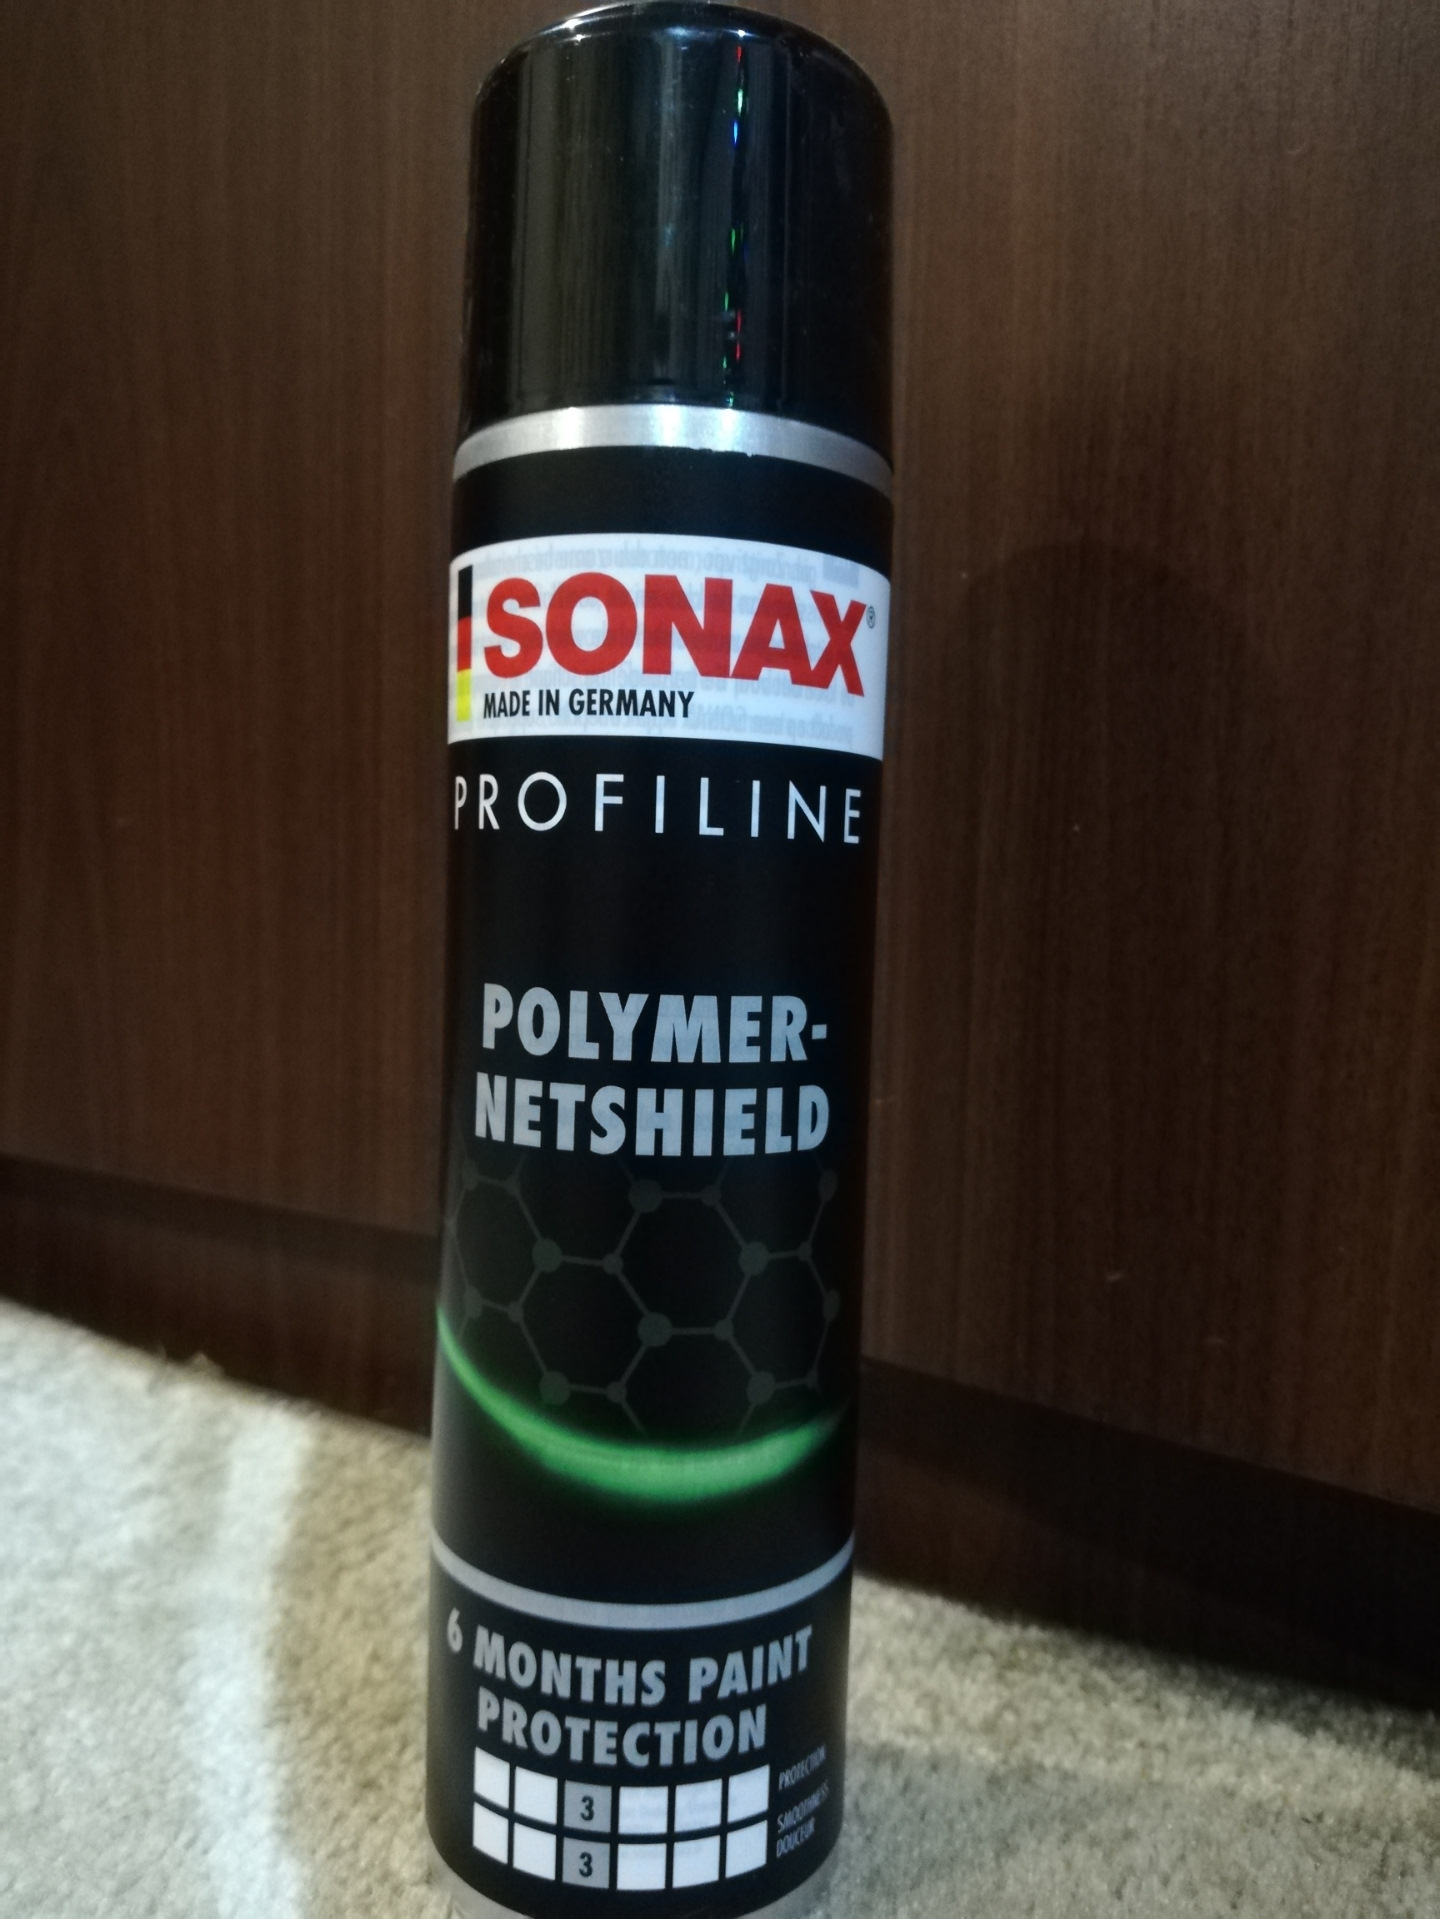 SONAX®
MADE IN GERMANY
PROFILINE
POLYMER-
NETSHIELD
6 MONTHS PAINT
PROTECTION
3 PROTECTION
3 SMOOTHNESS
DOUCEUR